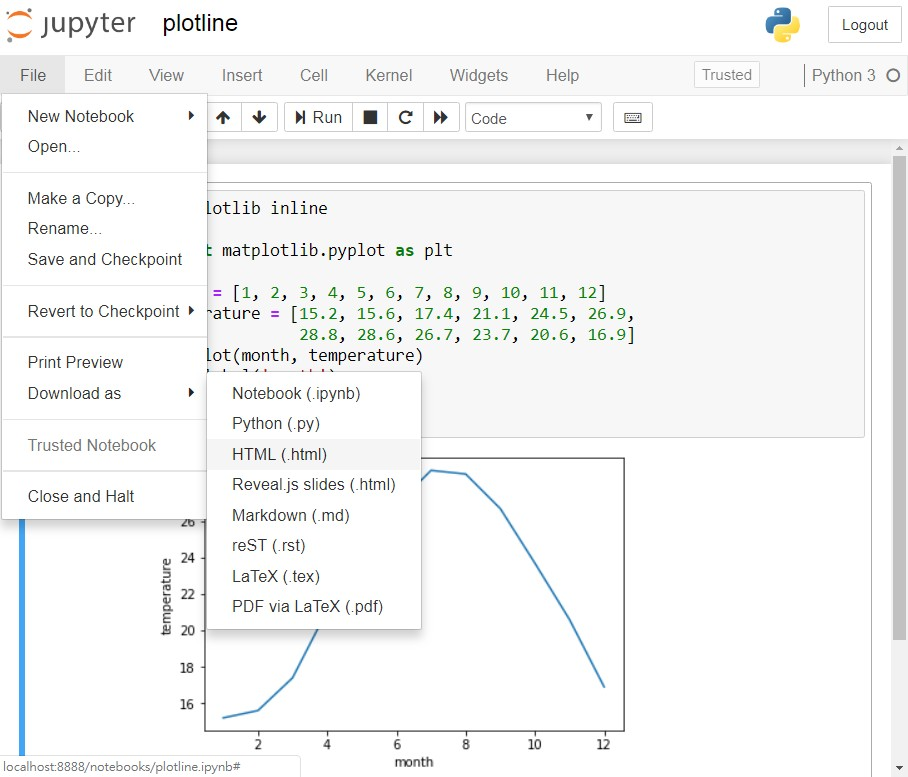 jupyter plotline
Logout
File Edit View Insert Cell Kernel Widgets Help Trusted Python 3
Run Code
New Notebook
Open...
Make a Copy...
Rename...
Save and Checkpoint
Revert to Checkpoint
Print Preview
Download as
Trusted Notebook
Close and Halt
Notebook (.ipynb)
Python (.py)
HTML (.html)
Reveal.js slides (.html)
Markdown (.md)
reST (.rst)
LaTeX (.tex)
PDF via LaTeX (.pdf)
lotlib inline
t matplotlib.pyplot as plt
= [1, 2, 3, 4, 5, 6, 7, 8, 9, 10, 11, 12]
rature = [15.2, 15.6, 17.4, 21.1, 24.5, 26.9,
28.8, 28.6, 26.7, 23.7, 20.6, 16.9]
lot(month, temperature)
26
24
22
20
18
16
temperature
2 4 6 8 10 12
month
localhost:8888/notebooks/plotline.ipynb#